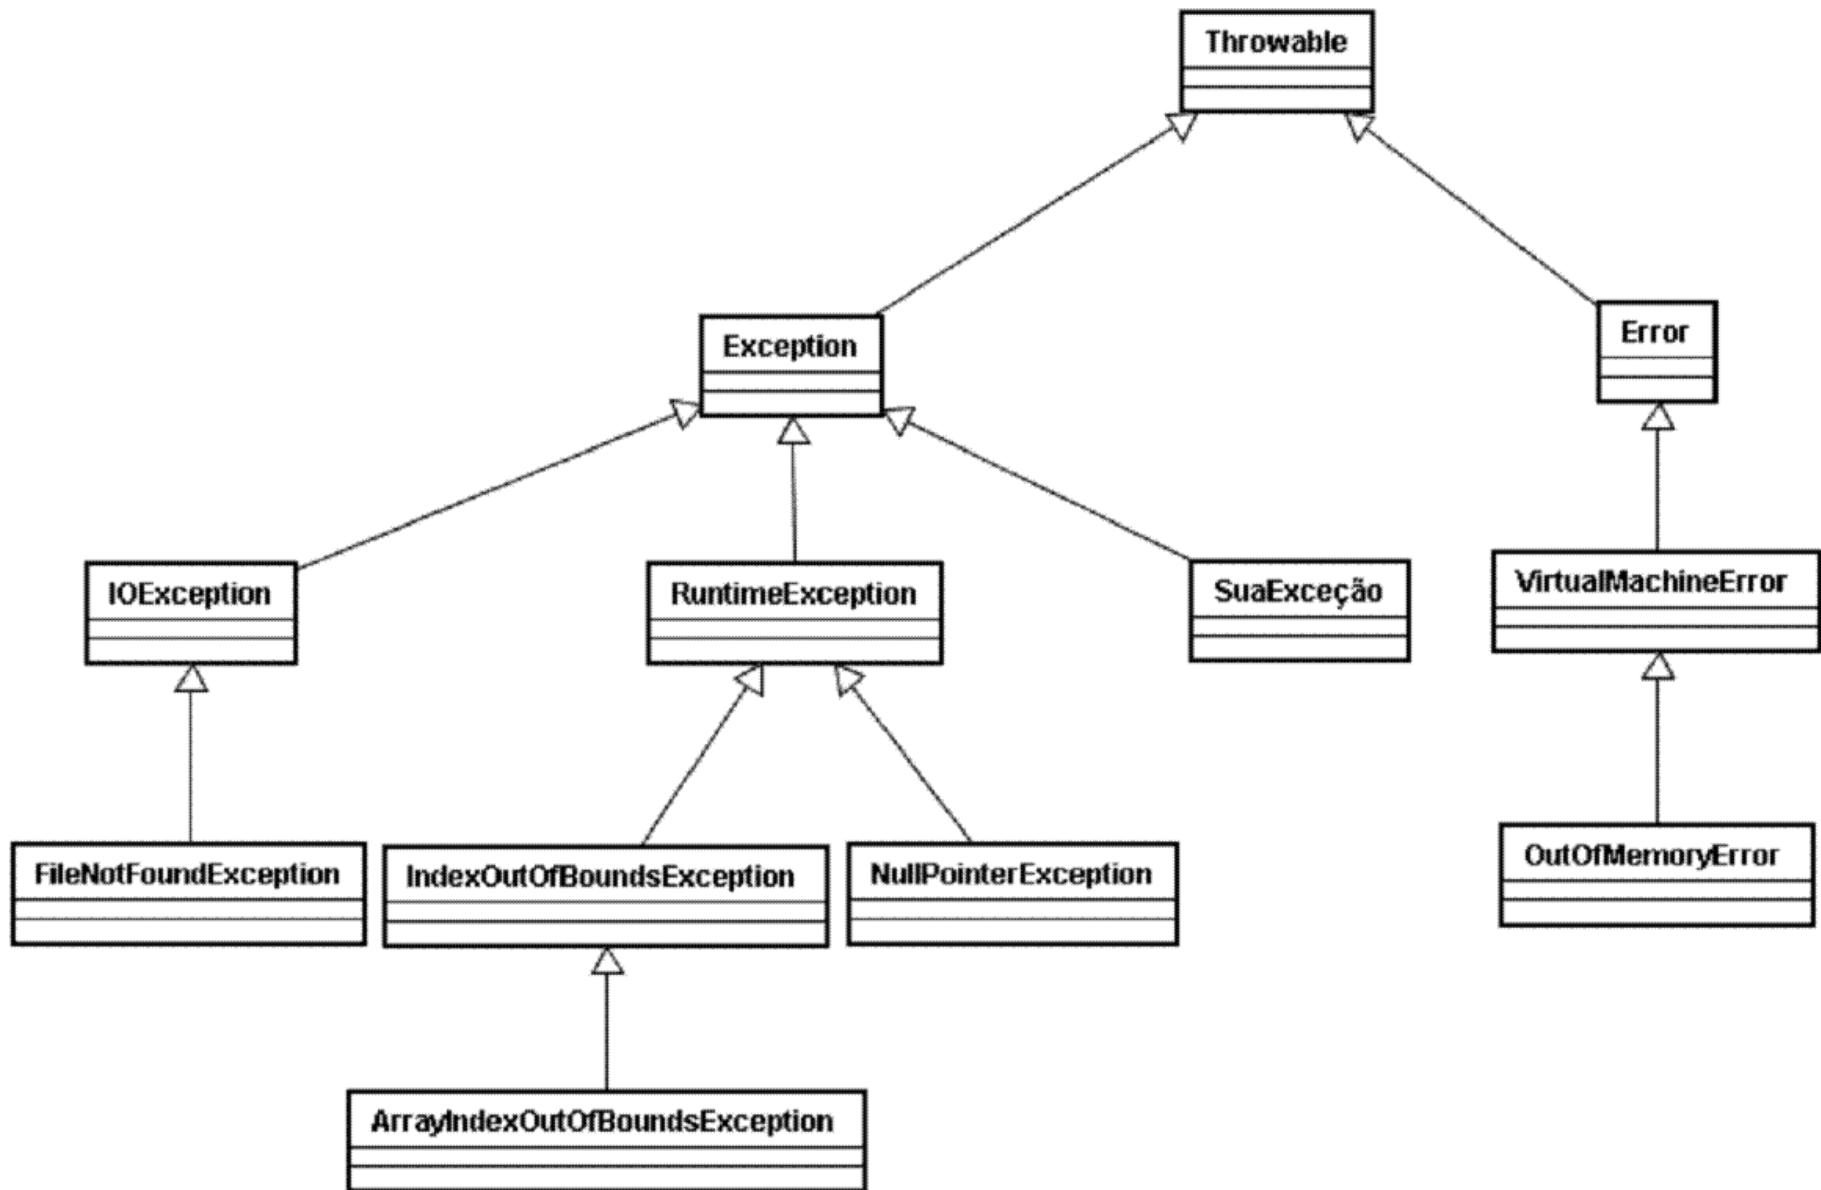 Throwable
Exception
Error
IOException
RuntimeException
SuaExceção
VirtualMachineError
FileNotFoundException
IndexOutOfBoundsException
NullPointerException
OutOfMemoryError
ArrayIndexOutOfBoundsException